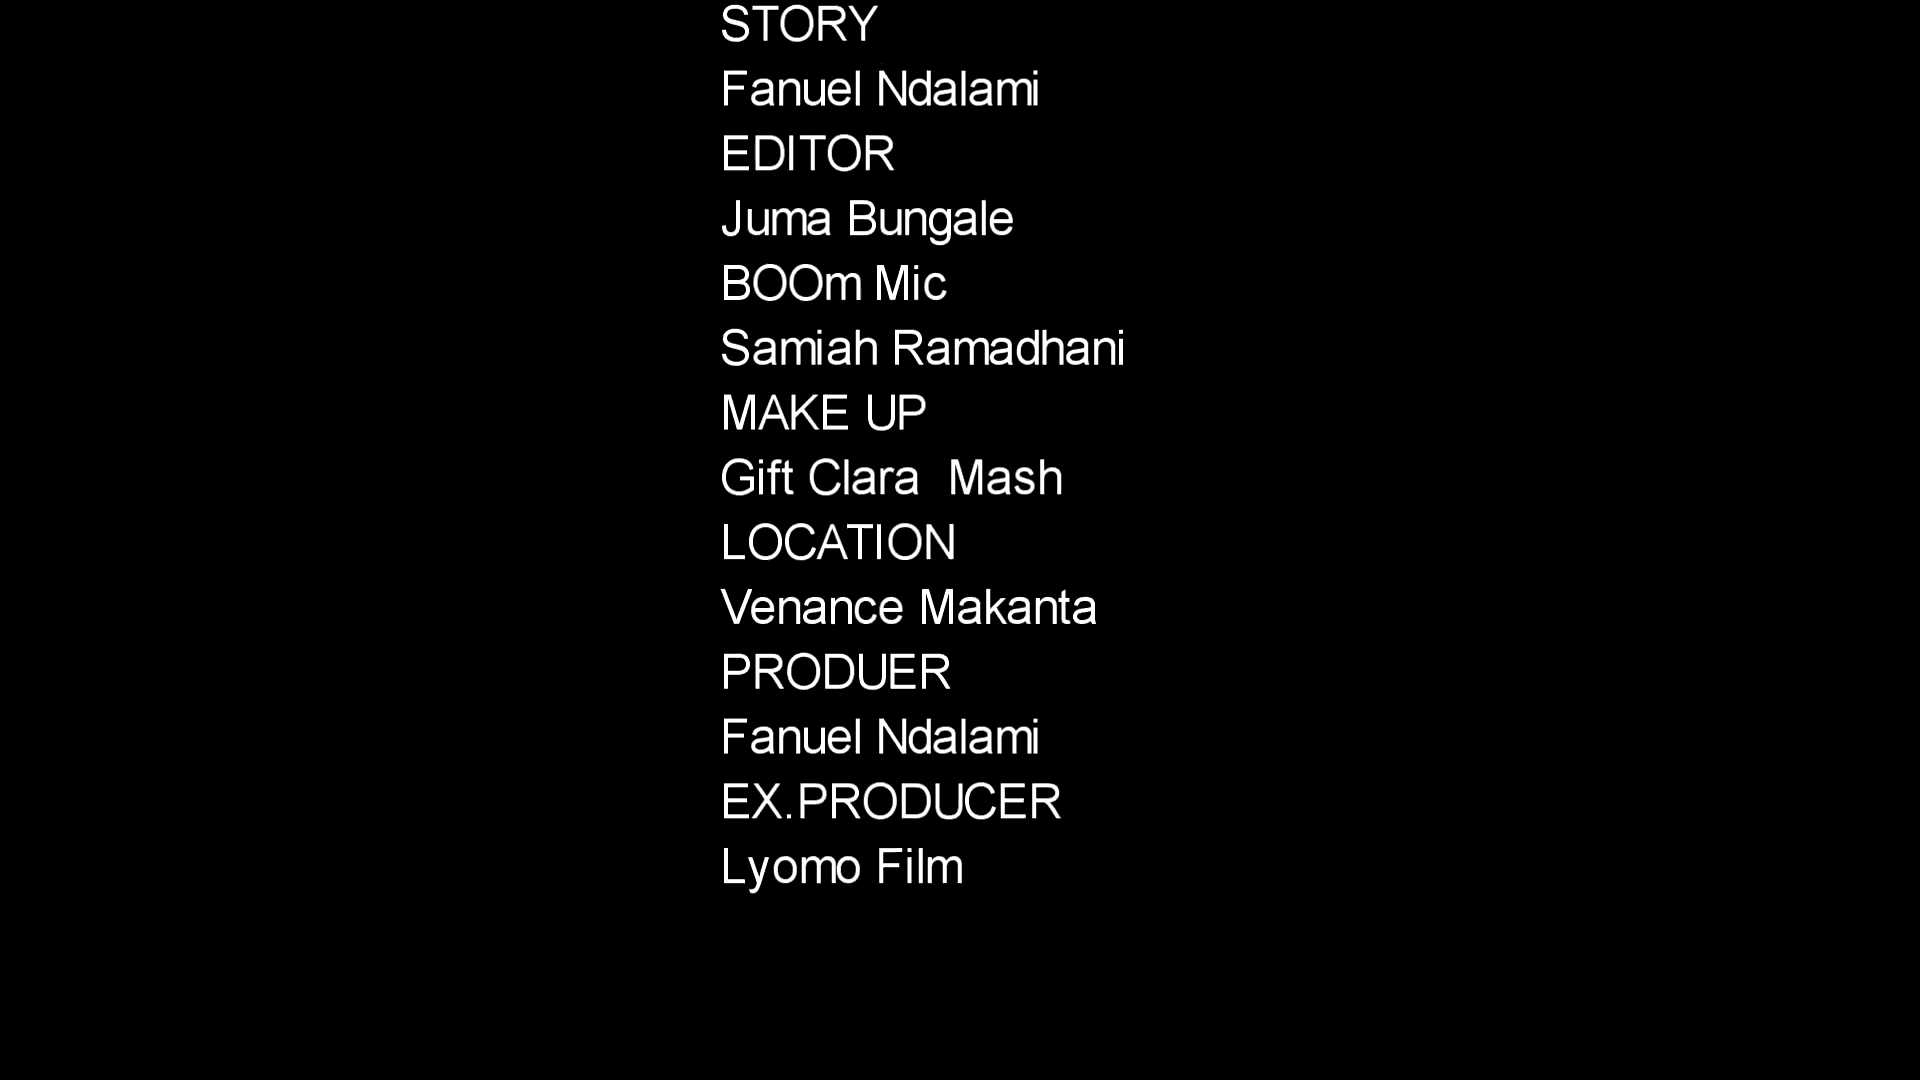 STORY
Fanuel Ndalami
EDITOR
Juma Bungale
BOOm Mic
Samiah Ramadhani
MAKE UP
Gift Clara  Mash
LOCATION
Venance Makanta
PRODUER
Fanuel Ndalami
EX.PRODUCER
Lyomo Film